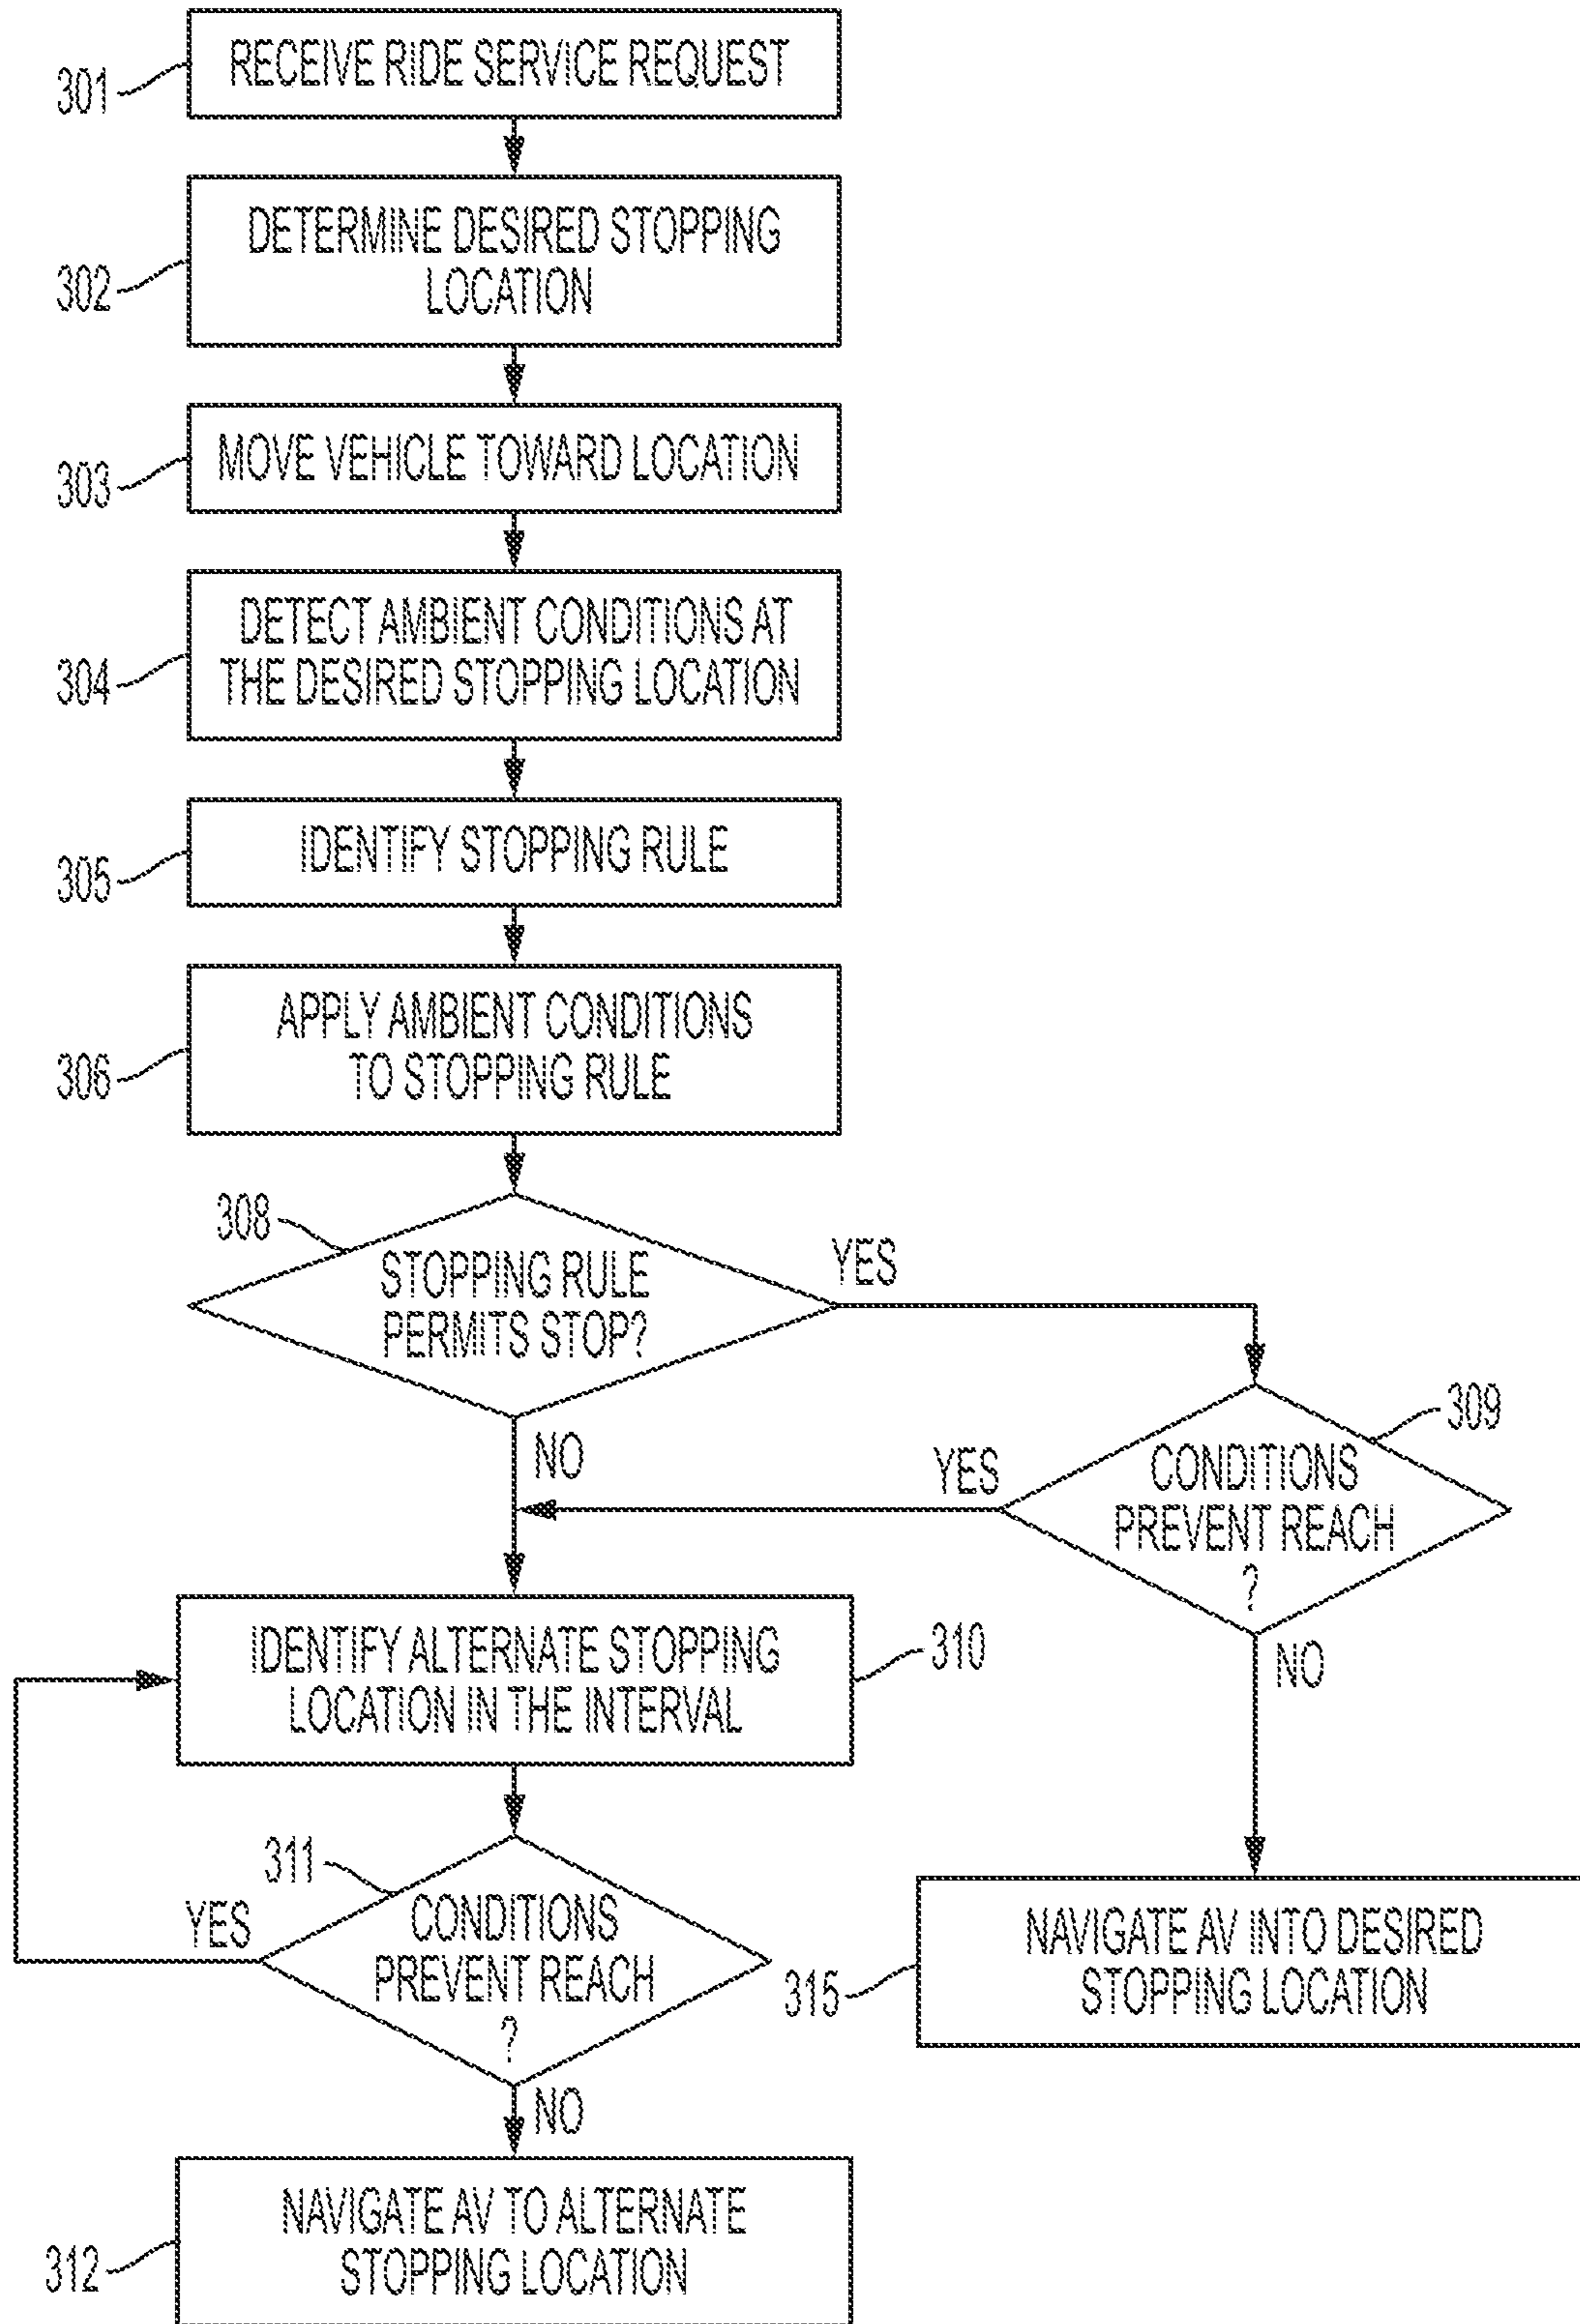 301
RECEIVE RIDE SERVICE REQUEST
302
DETERMINE DESIRED STOPPING
LOCATION
303
MOVE VEHICLE TOWARD LOCATION
304
DETECT AMBIENT CONDITIONS AT
THE DESIRED STOPPING LOCATION
305
IDENTIFY STOPPING RULE
306
APPLY AMBIENT CONDITIONS
TO STOPPING RULE
308
STOPPING RULE
PERMITS STOP?
YES
NO
309
CONDITIONS
PREVENT REACH
?
YES
NO
310
IDENTIFY ALTERNATE STOPPING
LOCATION IN THE INTERVAL
311
CONDITIONS
PREVENT REACH
?
YES
NO
315
NAVIGATE AV INTO DESIRED
STOPPING LOCATION
312
NAVIGATE AV TO ALTERNATE
STOPPING LOCATION